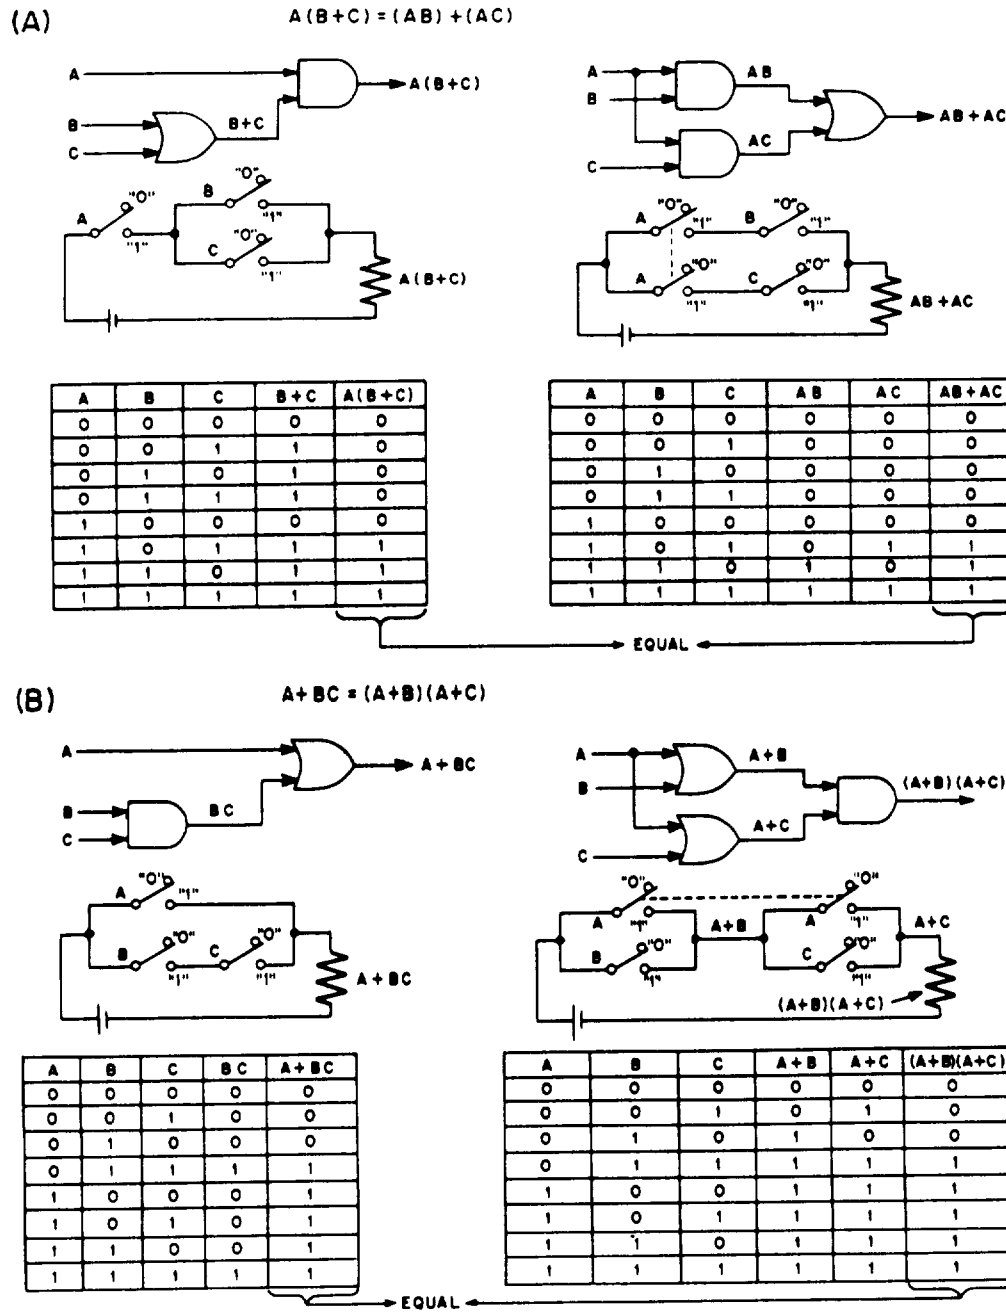 (A)
A(B+C) = (AB) + (AC)
A
A(B+C)
B
B+C
C
A
"0"
"1"
B
"0"
"1"
C
"0"
"1"
A(B+C)
A
AB
B
AB+AC
AC
C
A
"0"
"1"
B
"0"
"1"
A
"0"
"1"
C
"0"
"1"
AB+AC
A B C B+C A(B+C)
0 0 0 0 0
0 0 1 1 0
0 1 0 1 0
0 1 1 1 0
1 0 0 0 0
1 0 1 1 1
1 1 0 1 1
1 1 1 1 1
A B C AB AC AB+AC
0 0 0 0 0 0
0 0 1 0 0 0
0 1 0 0 0 0
0 1 1 0 0 0
1 0 0 0 0 0
1 0 1 0 1 1
1 1 0 1 0 1
1 1 1 1 1 1
EQUAL
(B)
A+BC = (A+B)(A+C)
A
A+BC
B
BC
C
A
"0"
"1"
B
"0"
"1"
C
"0"
"1"
A+BC
A
A+B
B
(A+B)(A+C)
A+C
C
"0"
A
"1"
B
"0"
"1"
A+B
"0"
A
"1"
C
"0"
"1"
A+C
(A+B)(A+C)
A B C BC A+BC
0 0 0 0 0
0 0 1 0 0
0 1 0 0 0
0 1 1 1 1
1 0 0 0 1
1 0 1 0 1
1 1 0 0 1
1 1 1 1 1
A B C A+B A+C (A+B)(A+C)
0 0 0 0 0 0
0 0 1 0 1 0
0 1 0 1 0 0
0 1 1 1 1 1
1 0 0 1 1 1
1 0 1 1 1 1
1 1 0 1 1 1
1 1 1 1 1 1
EQUAL